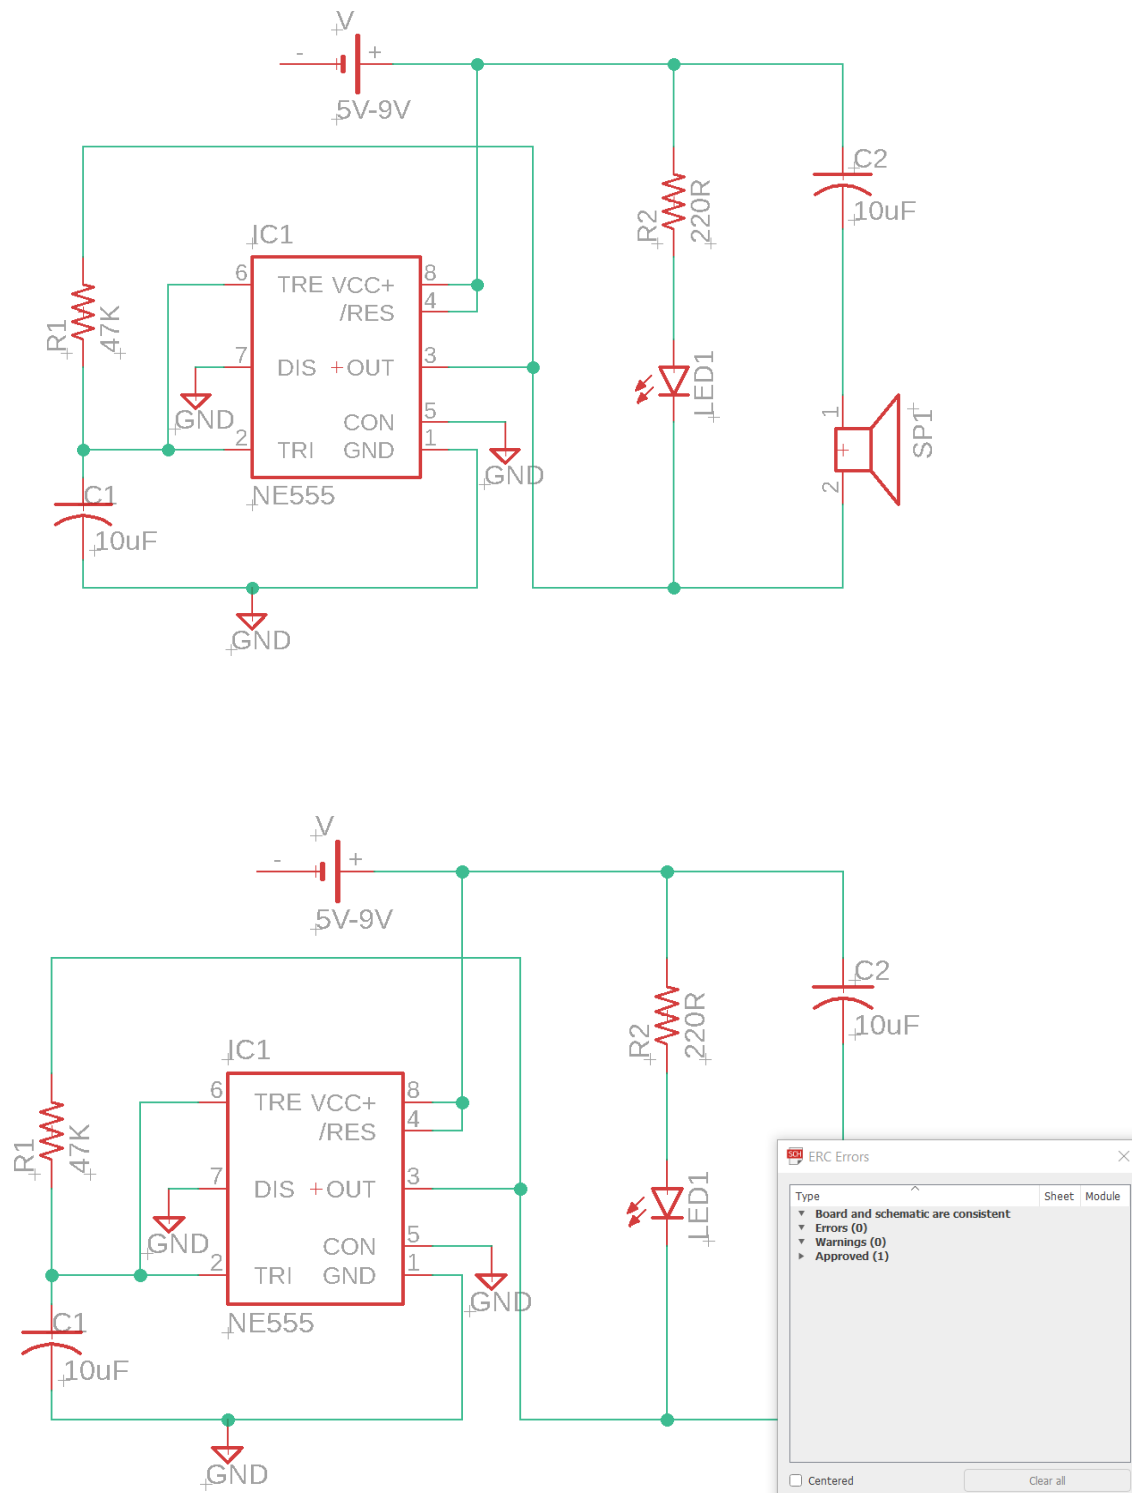 V
- +
5V-9V
C2
10uF
R2
220R
IC1
6 TRE VCC+ 8
/RES 4
R1
47K
7 DIS +OUT 3
GND
CON 5
2 TRI GND 1
GND
NE555
LED1
1
SP1
2
C1
10uF
GND
V
- +
5V-9V
C2
10uF
R2
220R
IC1
6 TRE VCC+ 8
/RES 4
R1
47K
7 DIS +OUT 3
GND
CON 5
2 TRI GND 1
GND
NE555
LED1
C1
10uF
GND
SCH ERC Errors
Type Sheet Module
Board and schematic are consistent
Errors (0)
Warnings (0)
Approved (1)
Centered Clear all